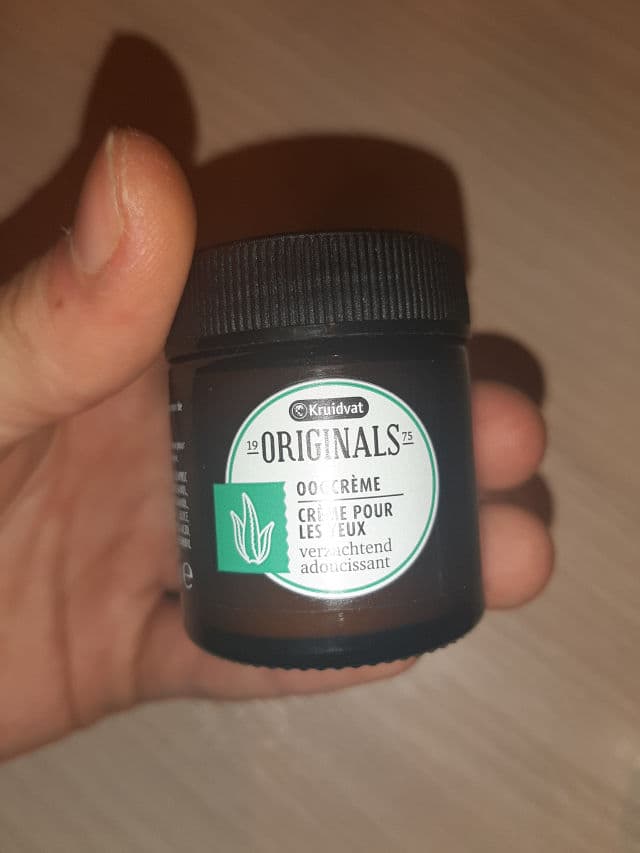 Kruidvat
19 ORIGINALS 75
OOGCRÈME
CRÈME POUR
LES YEUX
verzachtend
adoucissant
e